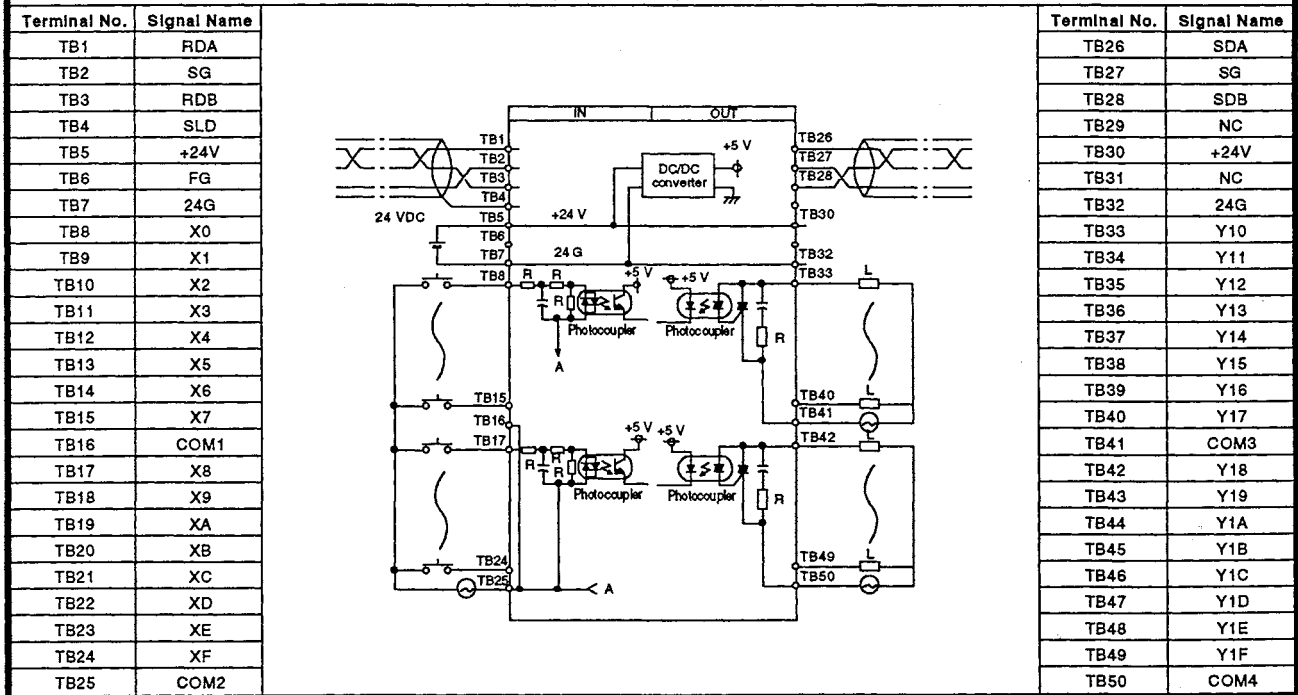 Terminal No. Signal Name
TB1 RDA
TB2 SG
TB3 RDB
TB4 SLD
TB5 +24V
TB6 FG
TB7 24G
TB8 X0
TB9 X1
TB10 X2
TB11 X3
TB12 X4
TB13 X5
TB14 X6
TB15 X7
TB16 COM1
TB17 X8
TB18 X9
TB19 XA
TB20 XB
TB21 XC
TB22 XD
TB23 XE
TB24 XF
TB25 COM2
IN OUT
TB1
TB2
TB3
TB4
24 VDC
TB5
+24 V
TB6
TB7
24 G
TB8
R R
R
+5 V
Photocoupler
A
TB15
TB16
TB17
R
R
R
+5 V
Photocoupler
TB24
TB25
A
DC/DC
converter
+5 V
TB26
TB27
TB28
TB30
TB32
TB33
L
+5 V
Photocoupler
R
TB40
L
TB41
TB42
L
+5 V
Photocoupler
R
TB49
L
TB50
Terminal No. Signal Name
TB26 SDA
TB27 SG
TB28 SDB
TB29 NC
TB30 +24V
TB31 NC
TB32 24G
TB33 Y10
TB34 Y11
TB35 Y12
TB36 Y13
TB37 Y14
TB38 Y15
TB39 Y16
TB40 Y17
TB41 COM3
TB42 Y18
TB43 Y19
TB44 Y1A
TB45 Y1B
TB46 Y1C
TB47 Y1D
TB48 Y1E
TB49 Y1F
TB50 COM4